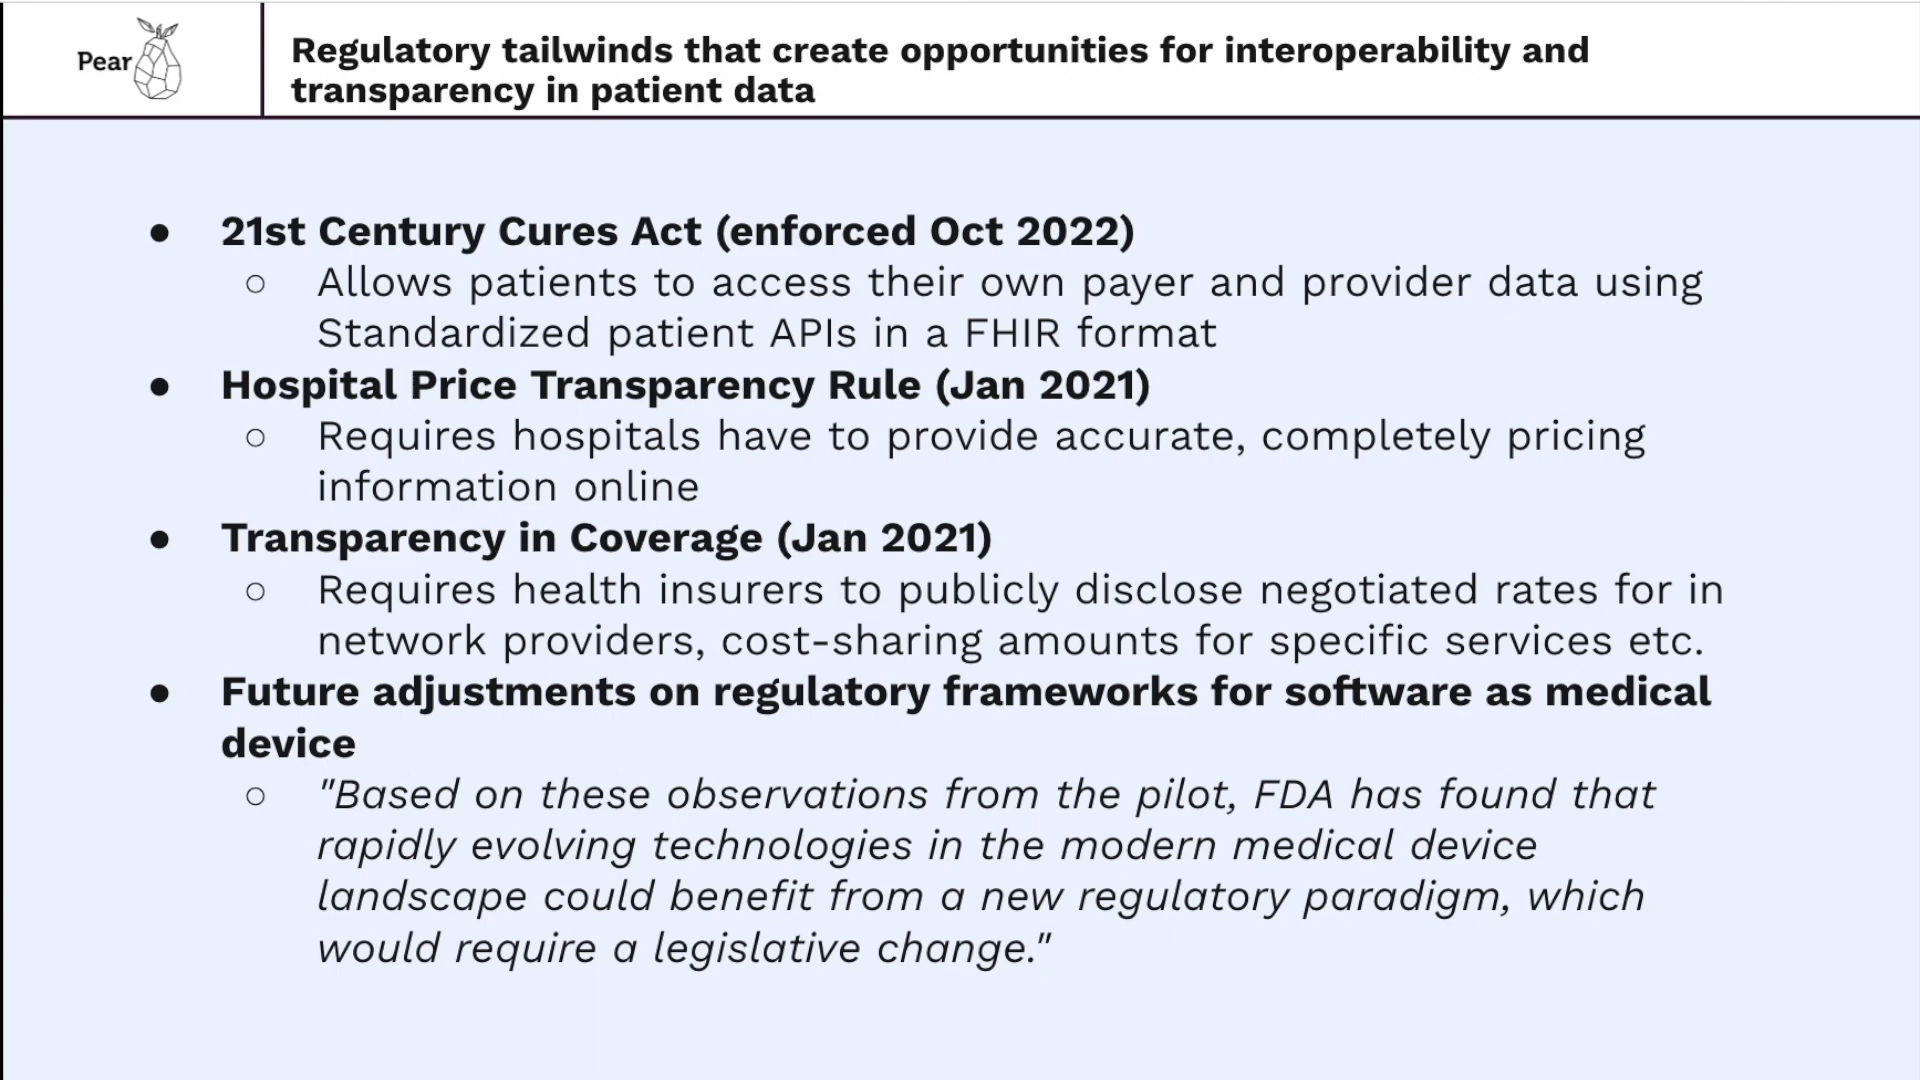 Pear
Regulatory tailwinds that create opportunities for interoperability and
transparency in patient data
● 21st Century Cures Act (enforced Oct 2022)
○ Allows patients to access their own payer and provider data using
Standardized patient APIs in a FHIR format
● Hospital Price Transparency Rule (Jan 2021)
○ Requires hospitals have to provide accurate, completely pricing
information online
● Transparency in Coverage (Jan 2021)
○ Requires health insurers to publicly disclose negotiated rates for in
network providers, cost-sharing amounts for specific services etc.
● Future adjustments on regulatory frameworks for software as medical
device
○ "Based on these observations from the pilot, FDA has found that
rapidly evolving technologies in the modern medical device
landscape could benefit from a new regulatory paradigm, which
would require a legislative change."